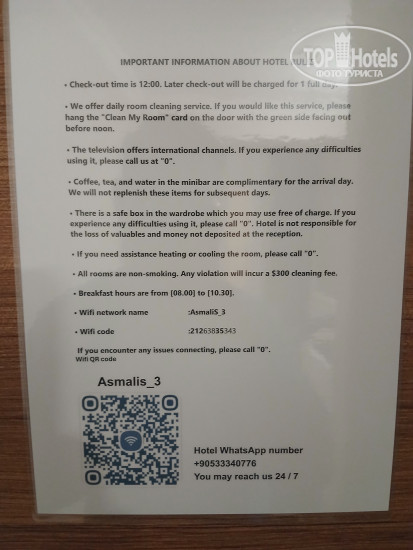 TOP Hotels
ФОТО ТУРИСТА
IMPORTANT INFORMATION ABOUT HOTEL RULES
• Check-out time is 12:00. Later check-out will be charged for 1 full day.
• We offer daily room cleaning service. If you would like this service, please
hang the "Clean My Room" card on the door with the green side facing out
before noon.
• The television offers international channels. If you experience any difficulties
using it, please call us at "0".
• Coffee, tea, and water in the minibar are complimentary for the arrival day.
We will not replenish these items for subsequent days.
• There is a safe box in the wardrobe which you may use free of charge. If you
experience any difficulties using it, please call "0". Hotel is not responsible for
the loss of valuables and money not deposited at the reception.
• If you need assistance heating or cooling the room, please call "0".
• All rooms are non-smoking. Any violation will incur a $300 cleaning fee.
• Breakfast hours are from [08.00] to [10.30].
• Wifi network name :AsmaliS_3
• Wifi code :21263835343
If you encounter any issues connecting, please call "0".
Wifi QR code
Asmalis_3
Hotel WhatsApp number
+90533340776
You may reach us 24 / 7